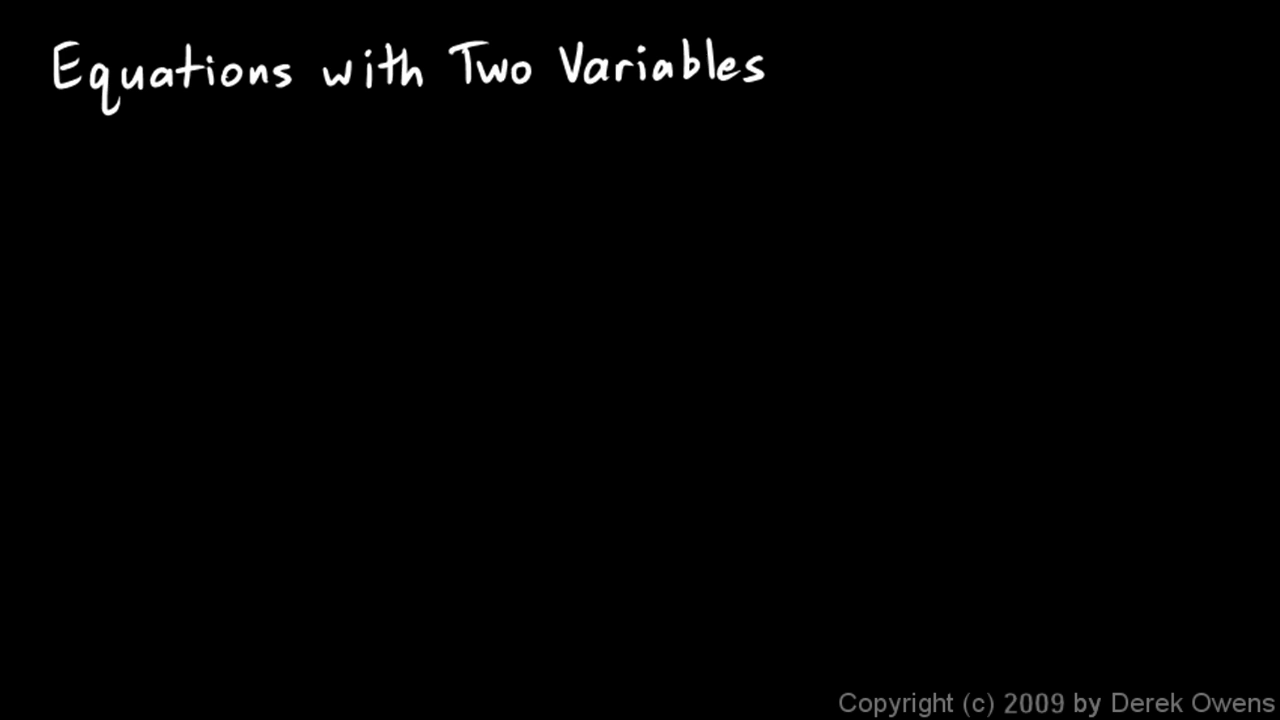 Equations with Two Variables
Copyright (c) 2009 by Derek Owens